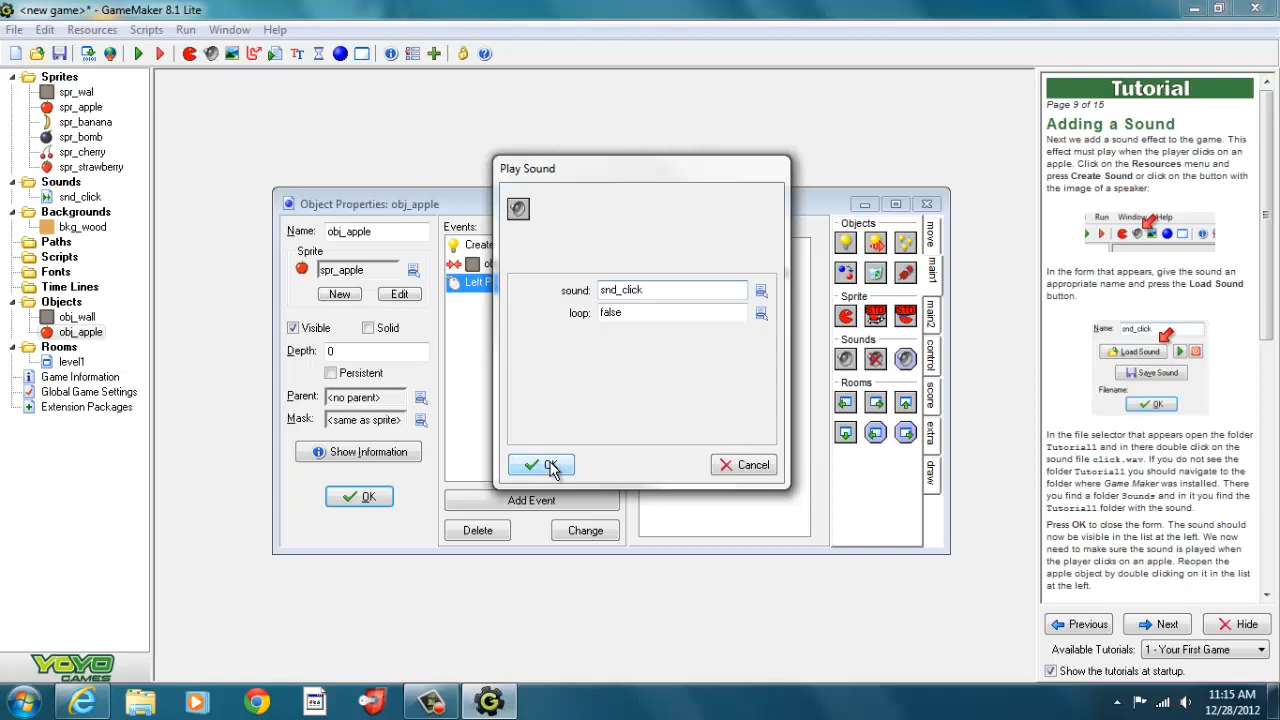 <new game>* - GameMaker 8.1 Lite
File Edit Resources Scripts Run Window Help
Sprites
spr_wal
spr_apple
spr_banana
spr_bomb
spr_cherry
spr_strawberry
Sounds
snd_click
Backgrounds
bkg_wood
Paths
Scripts
Fonts
Time Lines
Objects
obj_wall
obj_apple
Rooms
level1
Game Information
Global Game Settings
Extension Packages
YOYO
GAMES
Object Properties: obj_apple
Name: obj_apple
Sprite
spr_apple
New Edit
Visible Solid
Depth: 0
Persistent
Parent: <no parent>
Mask: <same as sprite>
Show Information
OK
Events:
Create
Left P
Add Event
Delete Change
Play Sound
sound: snd_click
loop: false
OK Cancel
Objects
Sprite
Sounds
Rooms
move
main1
main2
control
score
extra
draw
Tutorial
Page 9 of 15
Adding a Sound
Next we add a sound effect to the game. This
effect must play when the player clicks on an
apple. Click on the Resources menu and
press Create Sound or click on the button with
the image of a speaker:
Run Window Help
In the form that appears, give the sound an
appropriate name and press the Load Sound
button.
Name: snd_click
Load Sound
Save Sound
Filename:
OK
In the file selector that appears open the folder
Tutorial1 and in there double click on the
sound file click.wav. If you do not see the
folder Tutorial1 you should navigate to the
folder where Game Maker was installed. There
you find a folder Sounds and in it you find the
Tutorial1 folder with the sound.
Press OK to close the form. The sound should
now be visible in the list at the left. We now
need to make sure the sound is played when
the player clicks on an apple. Reopen the
apple object by double clicking on it in the list
at the left.
Previous Next Hide
Available Tutorials: 1 - Your First Game
Show the tutorials at startup.
11:15 AM
12/28/2012